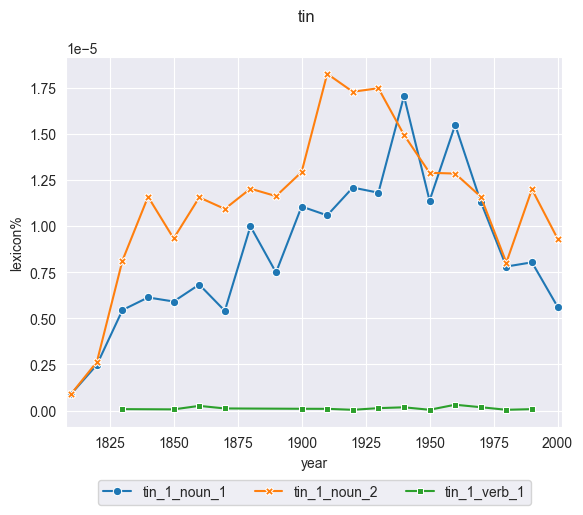 tin
1e−5
1.75
1.50
1.25
1.00
0.75
0.50
0.25
0.00
lexicon%
1825 1850 1875 1900 1925 1950 1975 2000
year
tin_1_noun_1 tin_1_noun_2 tin_1_verb_1